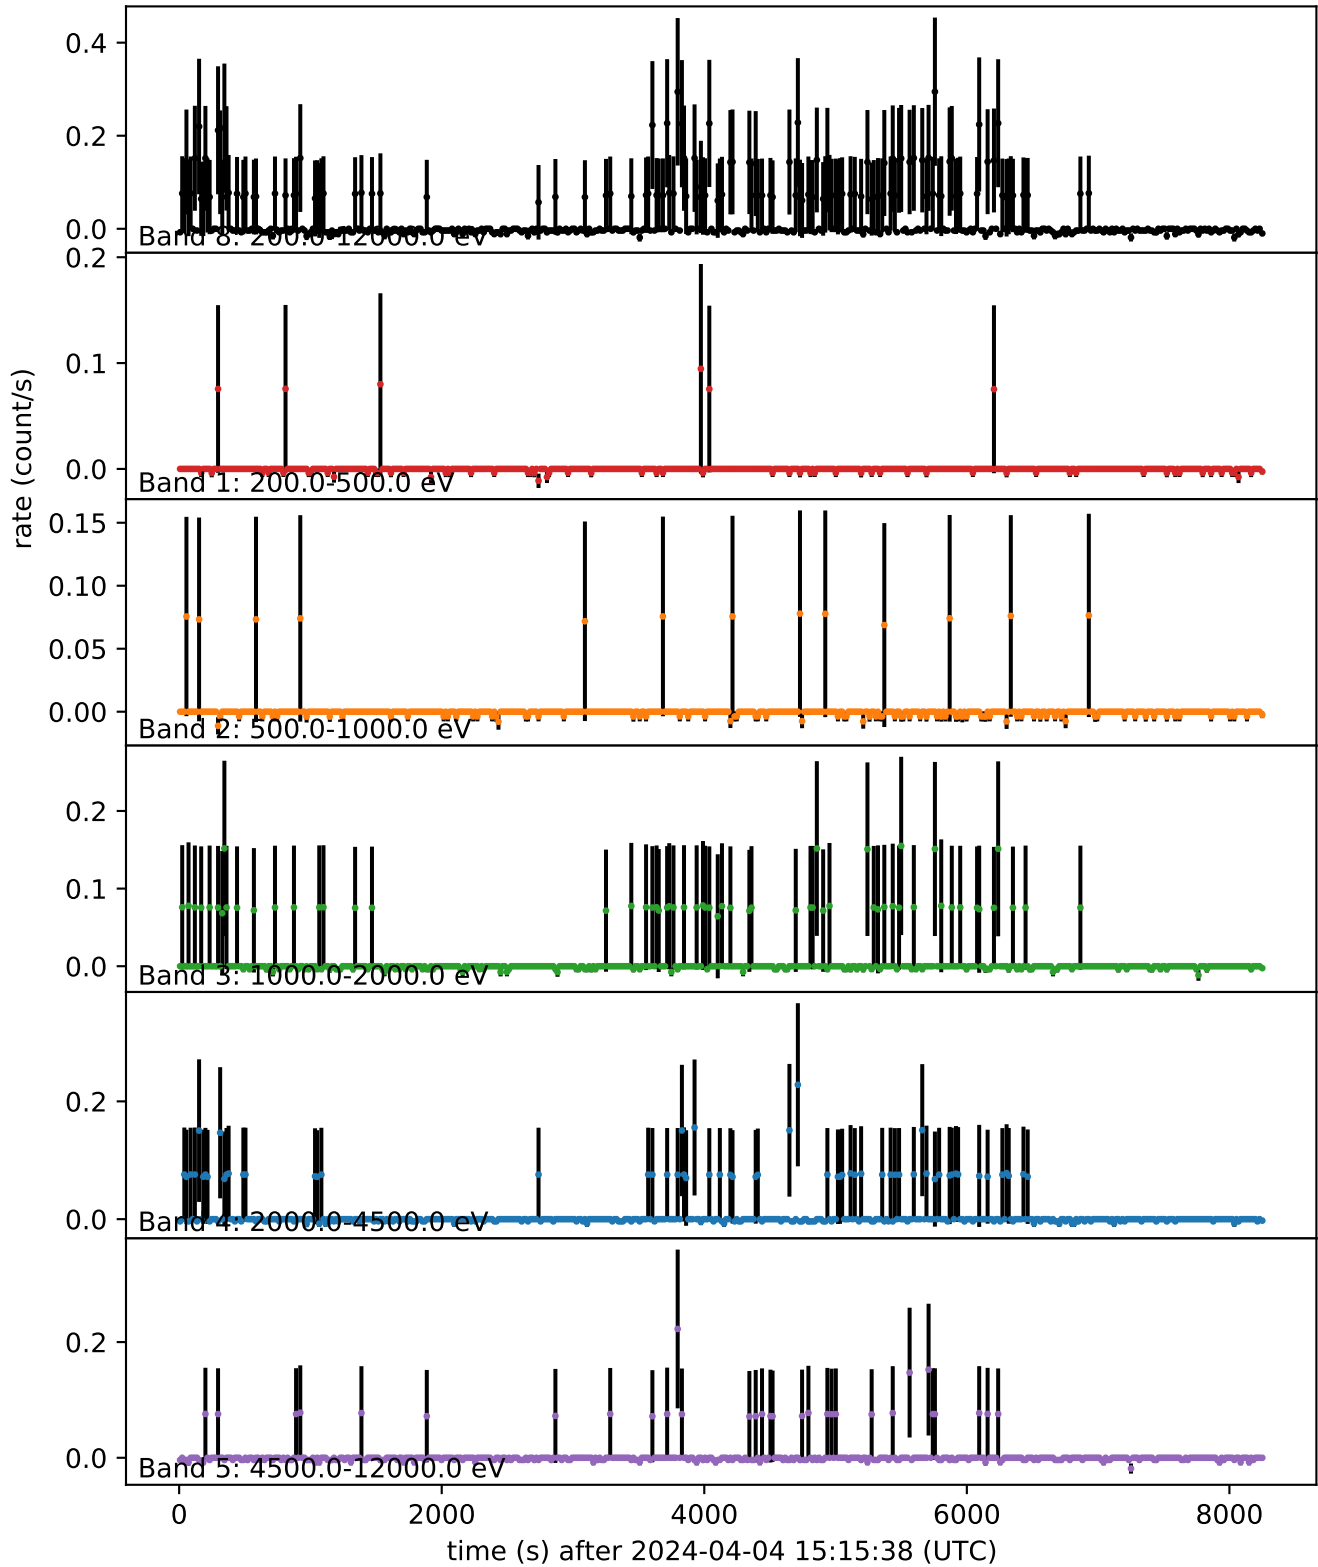 0.4
0.2
0.0
Band 8: 200.0-12000.0 eV
0.2
0.1
0.0
Band 1: 200.0-500.0 eV
rate (count/s)
0.15
0.10
0.05
0.00
Band 2: 500.0-1000.0 eV
0.2
0.1
0.0
Band 3: 1000.0-2000.0 eV
0.2
0.0
Band 4: 2000.0-4500.0 eV
0.2
0.0
Band 5: 4500.0-12000.0 eV
0 2000 4000 6000 8000
time (s) after 2024-04-04 15:15:38 (UTC)